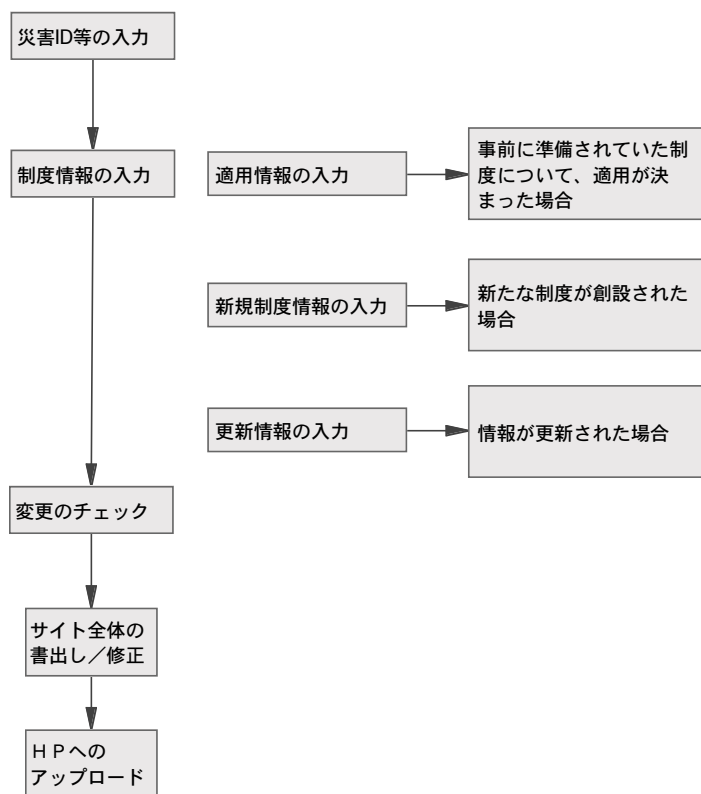 災害ID等の入力
制度情報の入力
適用情報の入力
事前に準備されていた制
度について、適用が決
まった場合
新規制度情報の入力
新たな制度が創設された
場合
更新情報の入力
情報が更新された場合
変更のチェック
サイト全体の
書出し／修正
ＨＰへの
アップロード